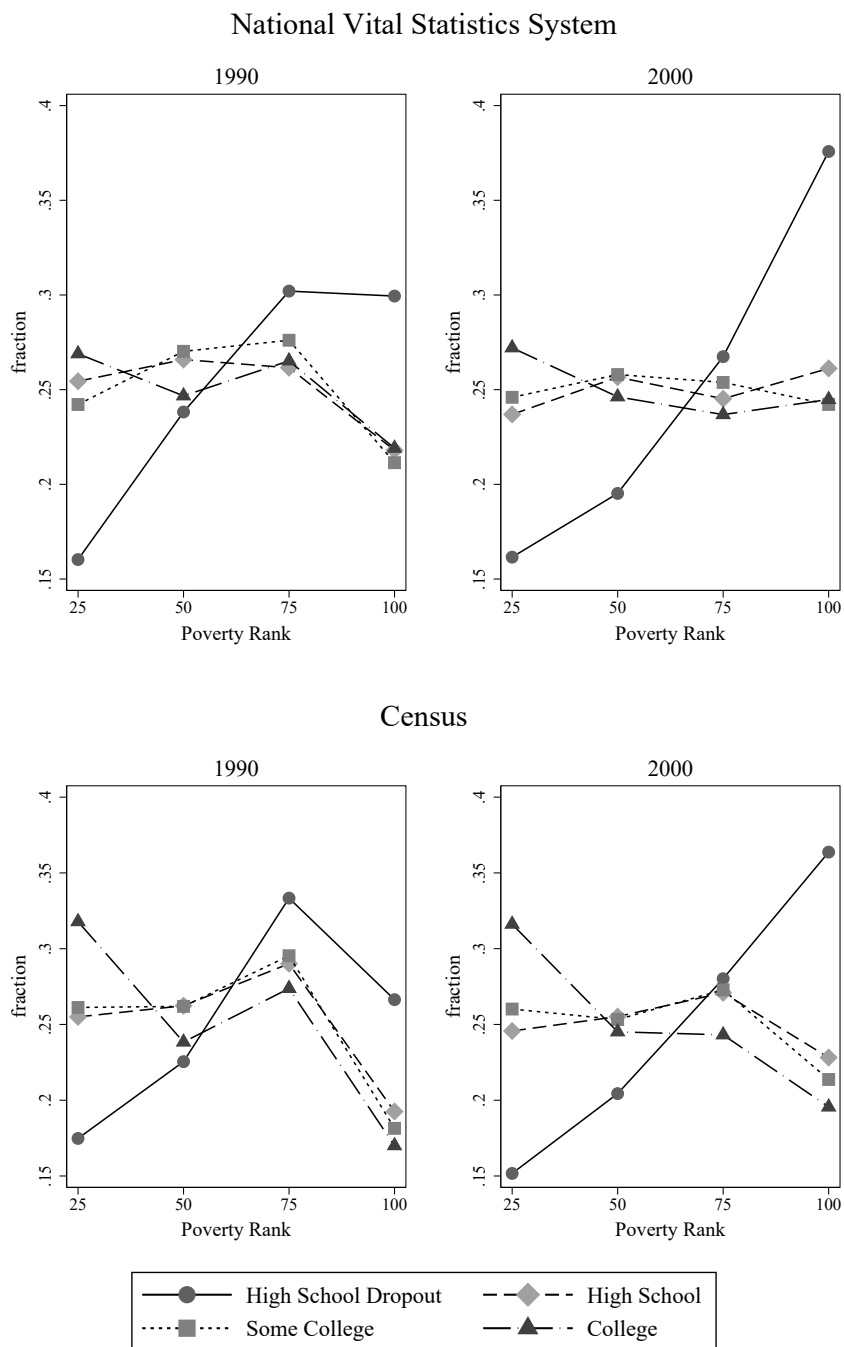 National Vital Statistics System
1990
2000
.4
.35
.3
.25
.2
.15
fraction
25 50 75 100
Poverty Rank
.4
.35
.3
.25
.2
.15
fraction
25 50 75 100
Poverty Rank
Census
1990
2000
.4
.35
.3
.25
.2
.15
fraction
25 50 75 100
Poverty Rank
.4
.35
.3
.25
.2
.15
fraction
25 50 75 100
Poverty Rank
High School Dropout
High School
Some College
College